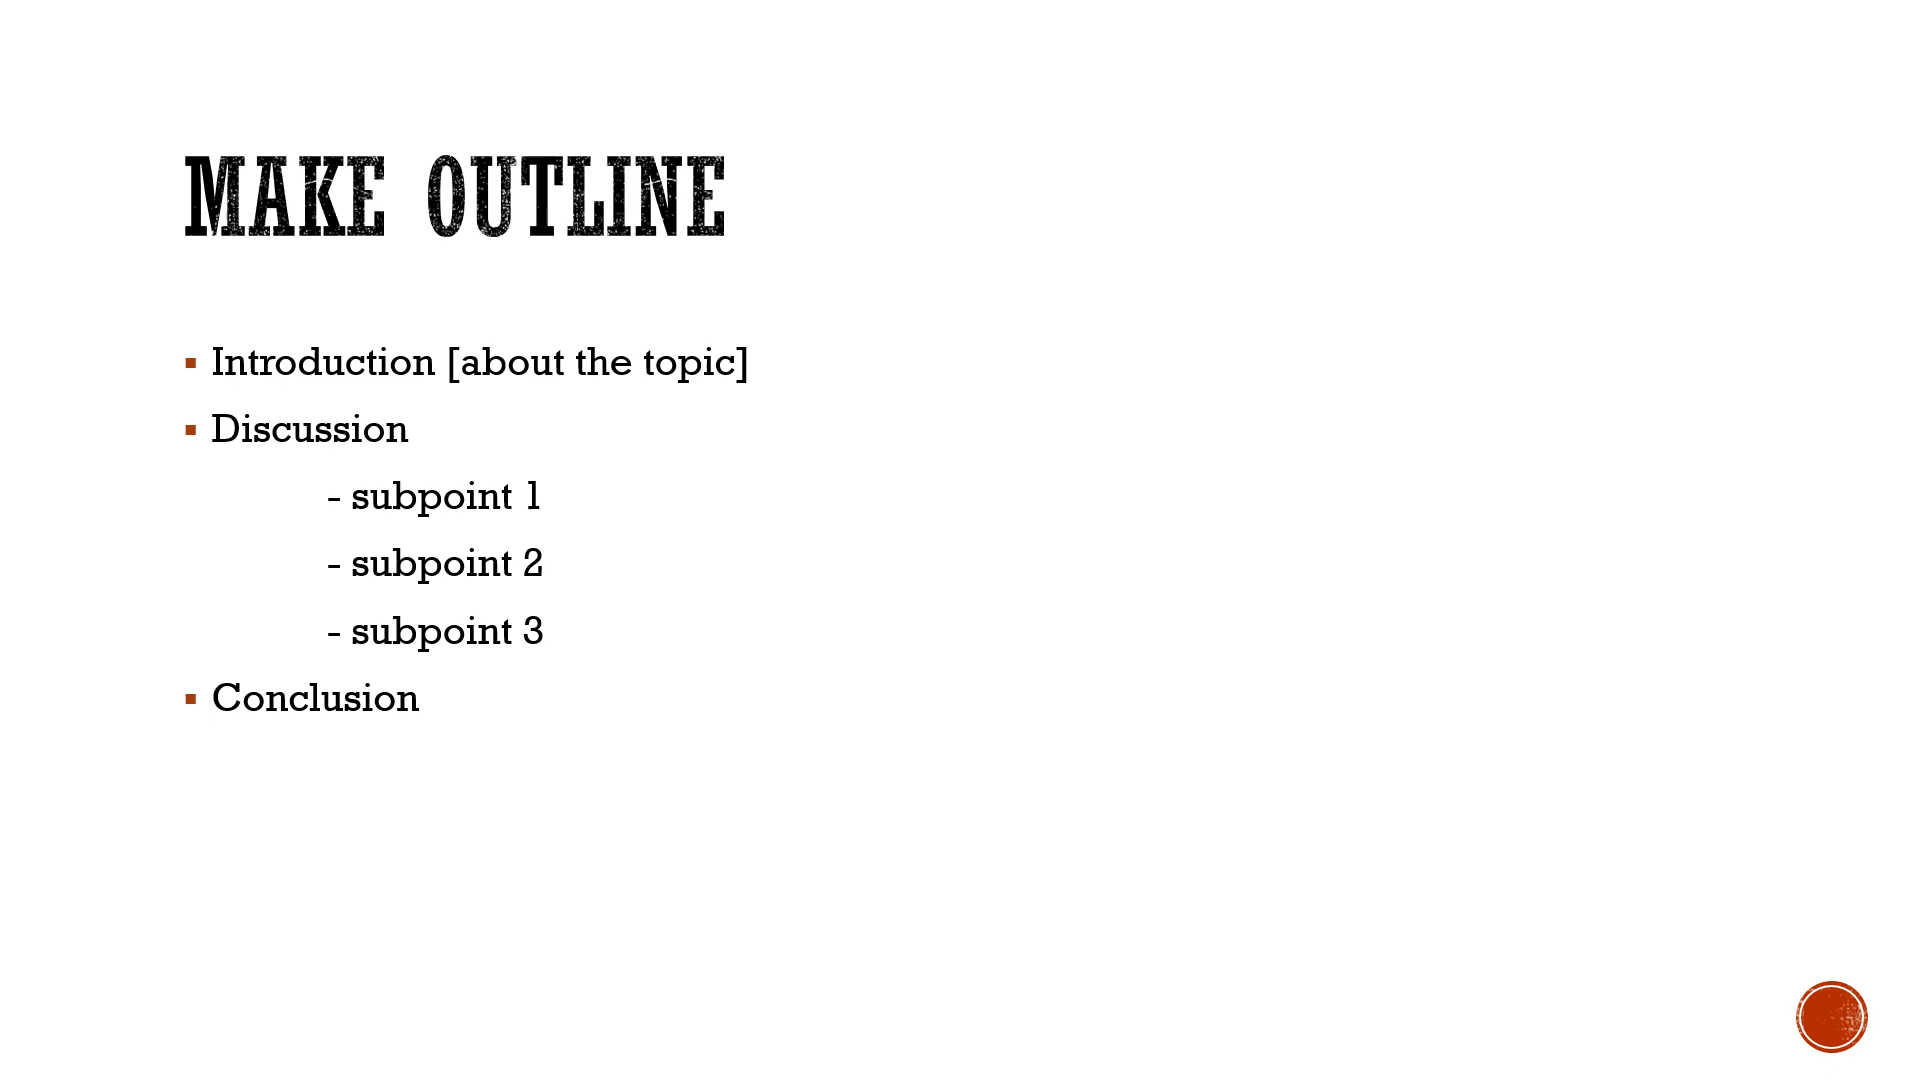 MAKE OUTLINE
▪ Introduction [about the topic]
▪ Discussion
- subpoint 1
- subpoint 2
- subpoint 3
▪ Conclusion